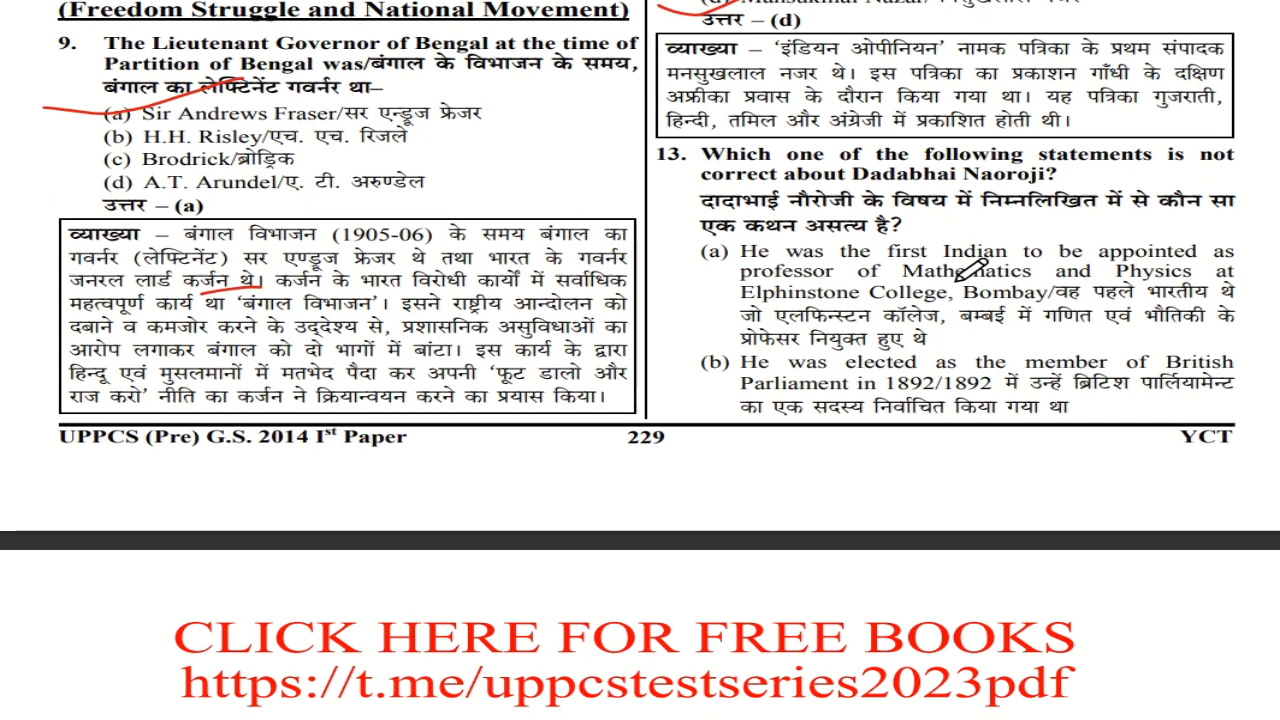 (Freedom Struggle and National Movement)
9. The Lieutenant Governor of Bengal at the time of
Partition of Bengal was/बंगाल के विभाजन के समय,
बंगाल का लेफ्टिनेंट गवर्नर था–
(a) Sir Andrews Fraser/सर एन्ड्रूज फ्रेजर
(b) H.H. Risley/एच. एच. रिजले
(c) Brodrick/ब्रोड्रिक
(d) A.T. Arundel/ए. टी. अरुण्डेल
उत्तर – (a)
व्याख्या – बंगाल विभाजन (1905-06) के समय बंगाल का
गवर्नर (लेफ्टिनेंट) सर एण्ड्रूज फ्रेजर थे तथा भारत के गवर्नर
जनरल लार्ड कर्जन थे। कर्जन के भारत विरोधी कार्यों में सर्वाधिक
महत्वपूर्ण कार्य था 'बंगाल विभाजन'। इसने राष्ट्रीय आन्दोलन को
दबाने व कमजोर करने के उद्देश्य से, प्रशासनिक असुविधाओं का
आरोप लगाकर बंगाल को दो भागों में बांटा। इस कार्य के द्वारा
हिन्दू एवं मुसलमानों में मतभेद पैदा कर अपनी 'फूट डालो और
राज करो' नीति का कर्जन ने क्रियान्वयन करने का प्रयास किया।
उत्तर – (d)
व्याख्या – 'इंडियन ओपीनियन' नामक पत्रिका के प्रथम संपादक
मनसुखलाल नजर थे। इस पत्रिका का प्रकाशन गाँधी के दक्षिण
अफ्रीका प्रवास के दौरान किया गया था। यह पत्रिका गुजराती,
हिन्दी, तमिल और अंग्रेजी में प्रकाशित होती थी।
13. Which one of the following statements is not
correct about Dadabhai Naoroji?
दादाभाई नौरोजी के विषय में निम्नलिखित में से कौन सा
एक कथन असत्य है?
(a) He was the first Indian to be appointed as
professor of Mathematics and Physics at
Elphinstone College, Bombay/वह पहले भारतीय थे
जो एलफिन्स्टन कॉलेज, बम्बई में गणित एवं भौतिकी के
प्रोफेसर नियुक्त हुए थे
(b) He was elected as the member of British
Parliament in 1892/1892 में उन्हें ब्रिटिश पार्लियामेन्ट
का एक सदस्य निर्वाचित किया गया था
UPPCS (Pre) G.S. 2014 Ist Paper 229 YCT
CLICK HERE FOR FREE BOOKS
https://t.me/uppcstestseries2023pdf